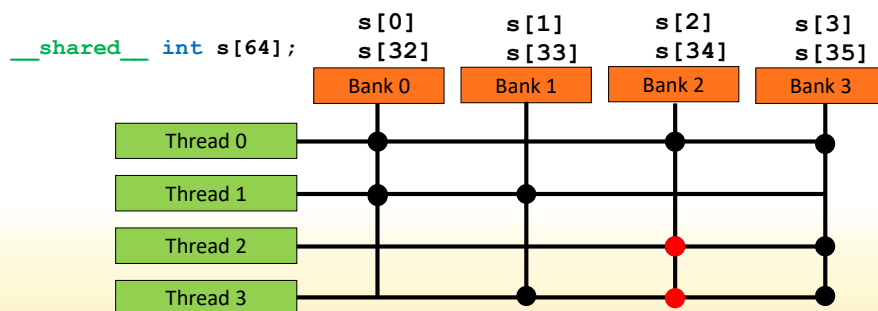 s[0] s[1] s[2] s[3]
__shared__ int s[64]; s[32] s[33] s[34] s[35]
Bank 0 Bank 1 Bank 2 Bank 3
Thread 0
Thread 1
Thread 2
Thread 3